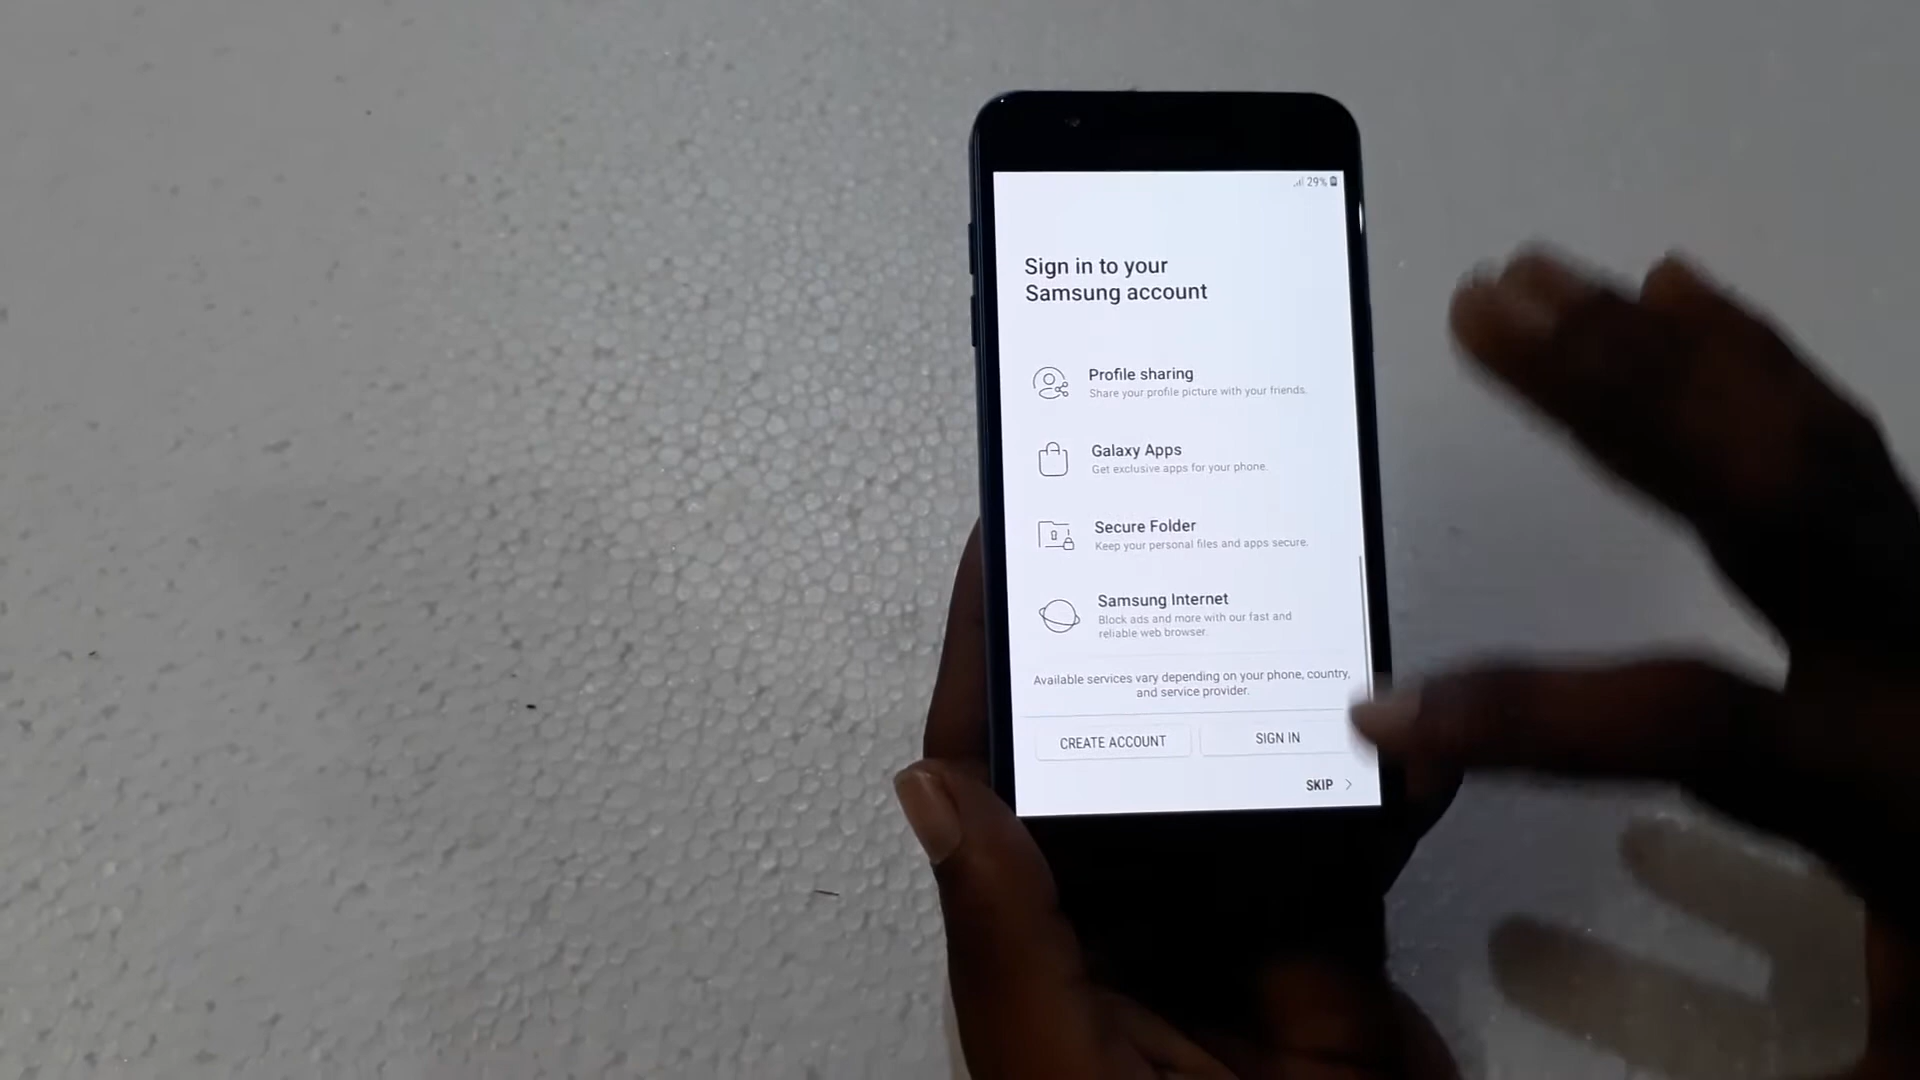 29%
Sign in to your
Samsung account
Profile sharing
Share your profile picture with your friends.
Galaxy Apps
Get exclusive apps for your phone.
Secure Folder
Keep your personal files and apps secure.
Samsung Internet
Block ads and more with our fast and
reliable web browser.
Available services vary depending on your phone, country,
and service provider.
CREATE ACCOUNT
SIGN IN
SKIP